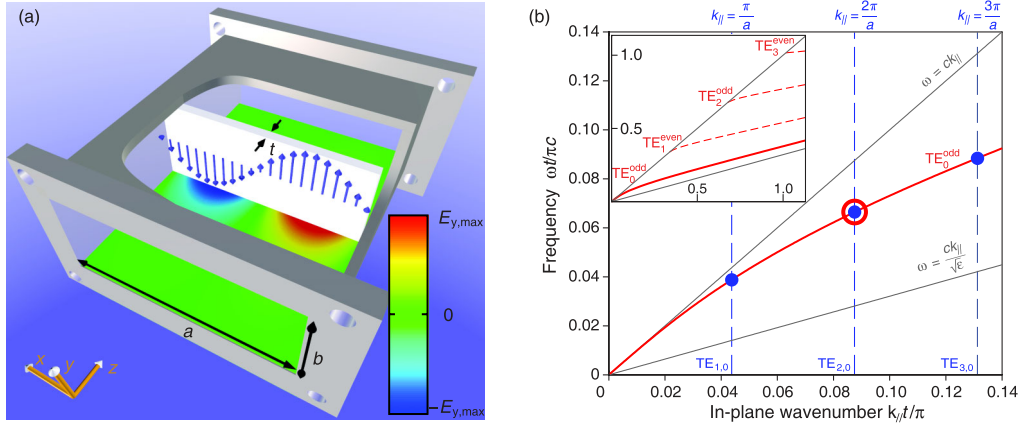 (a)
t
E_y,max
0
−E_y,max
a
b
x
y
z
(b)
k_// = π/a
k_// = 2π/a
k_// = 3π/a
Frequency ωt/πc
0.14
0.12
0.10
0.08
0.06
0.04
0.02
0
1.0
0.5
TE_3^even
TE_2^odd
TE_1^even
TE_0^odd
0.5
1.0
ω = ck_//
TE_0^odd
ω = ck_///√ε
TE_1,0
TE_2,0
TE_3,0
0
0.02
0.04
0.06
0.08
0.10
0.12
0.14
In-plane wavenumber k_//t/π